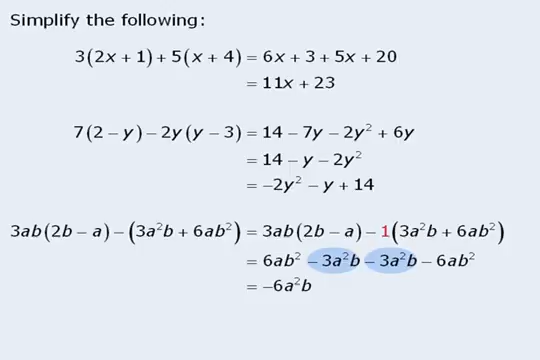 Simplify the following:
3(2x + 1) + 5(x + 4) = 6x + 3 + 5x + 20
= 11x + 23
7(2 − y) − 2y(y − 3) = 14 − 7y − 2y² + 6y
= 14 − y − 2y²
= −2y² − y + 14
3ab(2b − a) − (3a²b + 6ab²) = 3ab(2b − a) − 1(3a²b + 6ab²)
= 6ab² − 3a²b − 3a²b − 6ab²
= −6a²b